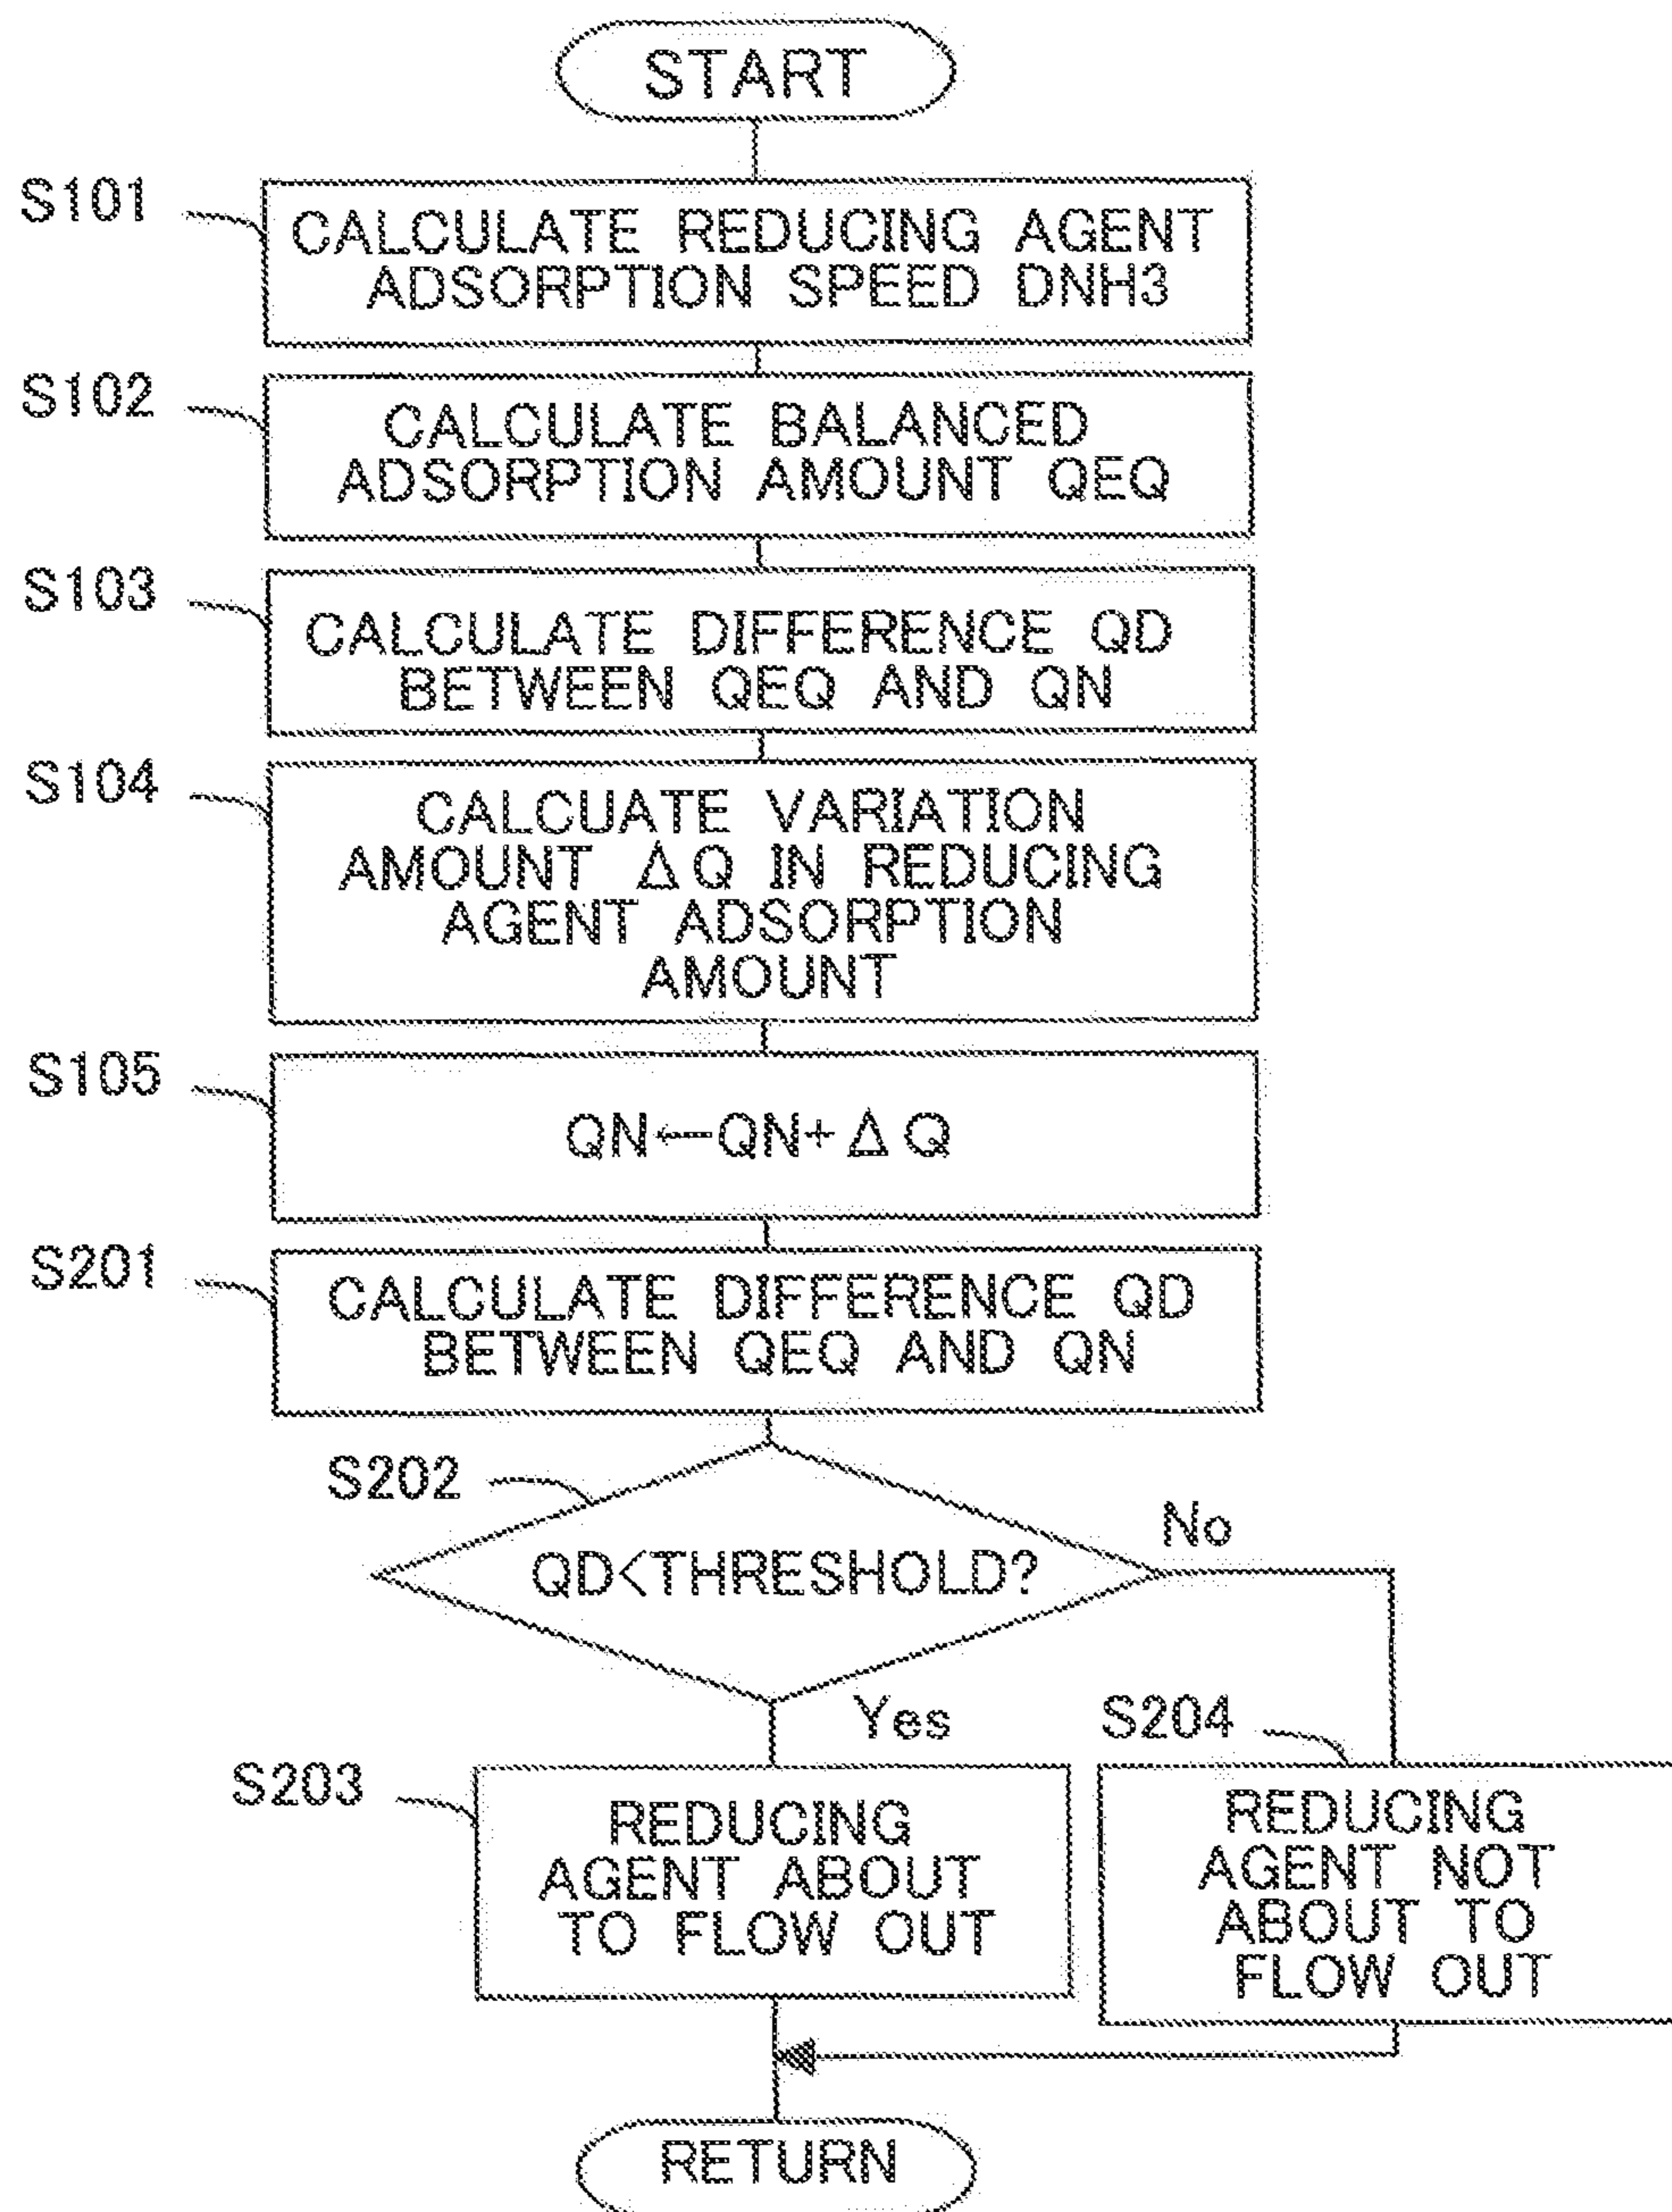 START
S101
CALCULATE REDUCING AGENT
ADSORPTION SPEED DNH3
S102
CALCULATE BALANCED
ADSORPTION AMOUNT QEQ
S103
CALCULATE DIFFERENCE QD
BETWEEN QEQ AND QN
S104
CALCUATE VARIATION
AMOUNT ΔQ IN REDUCING
AGENT ADSORPTION
AMOUNT
S105
QN←QN+ΔQ
S201
CALCULATE DIFFERENCE QD
BETWEEN QEQ AND QN
S202
QD<THRESHOLD?
No
Yes
S203
REDUCING
AGENT ABOUT
TO FLOW OUT
S204
REDUCING
AGENT NOT
ABOUT TO
FLOW OUT
RETURN